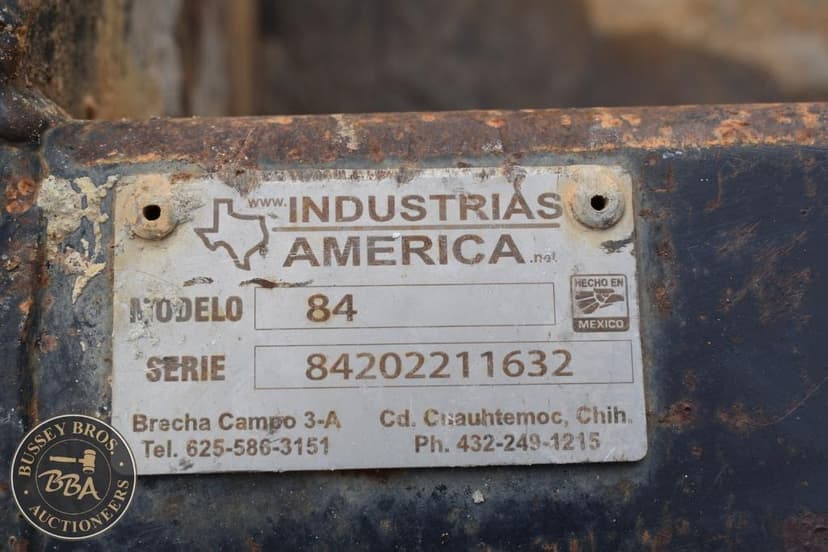 www. INDUSTRIAS
AMERICA .net
MODELO 84
HECHO EN
MEXICO
SERIE 84202211632
Brecha Campo 3-A Cd. Cuauhtemoc, Chih.
Tel. 625-586-3151 Ph. 432-249-1215
BUSSEY BROS.
BBA
AUCTIONEERS